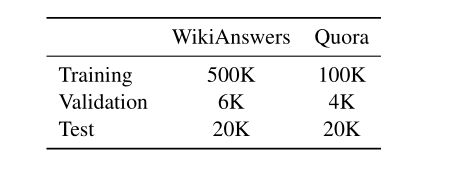 WikiAnswers Quora
Training 500K 100K
Validation 6K 4K
Test 20K 20K